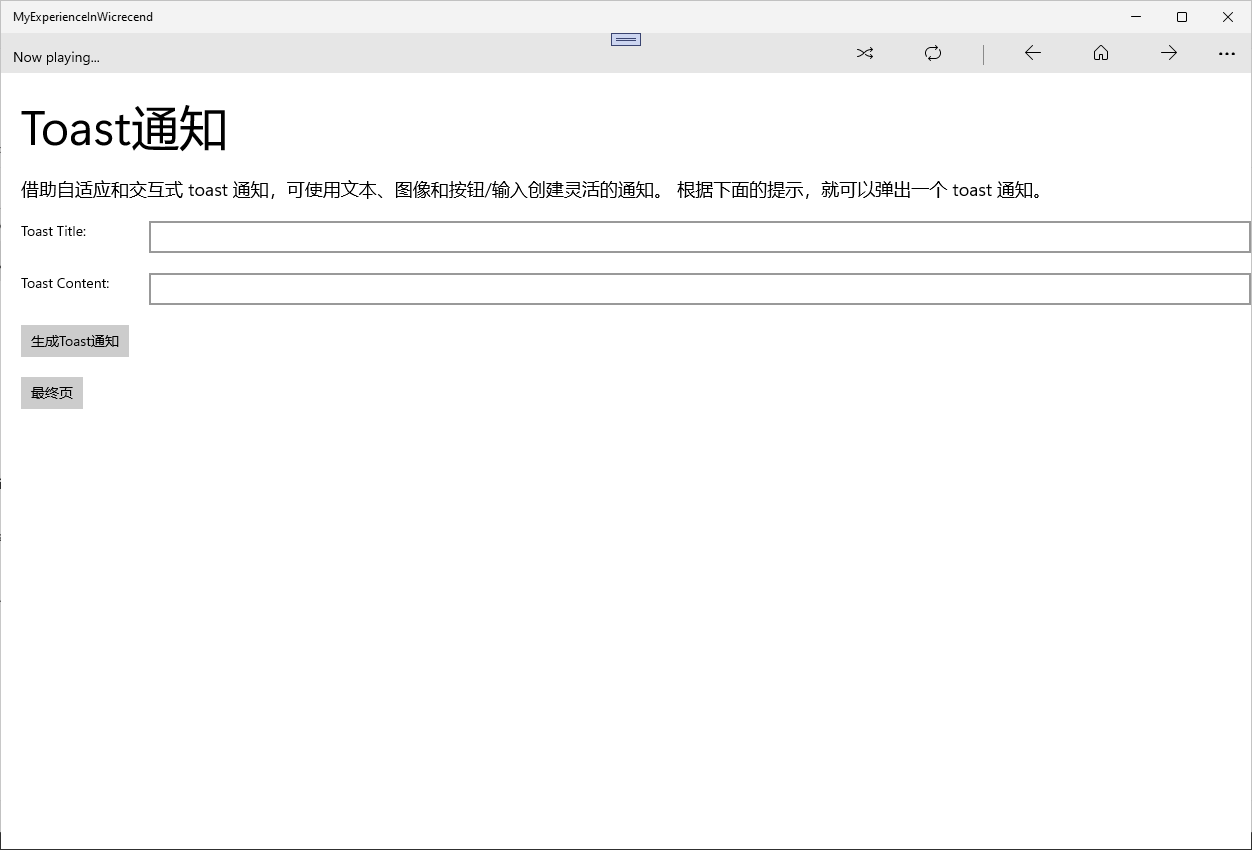 MyExperienceInWicrecend
Now playing...
Toast通知
借助自适应和交互式 toast 通知，可使用文本、图像和按钮/输入创建灵活的通知。 根据下面的提示，就可以弹出一个 toast 通知。
Toast Title:
Toast Content:
生成Toast通知
最终页